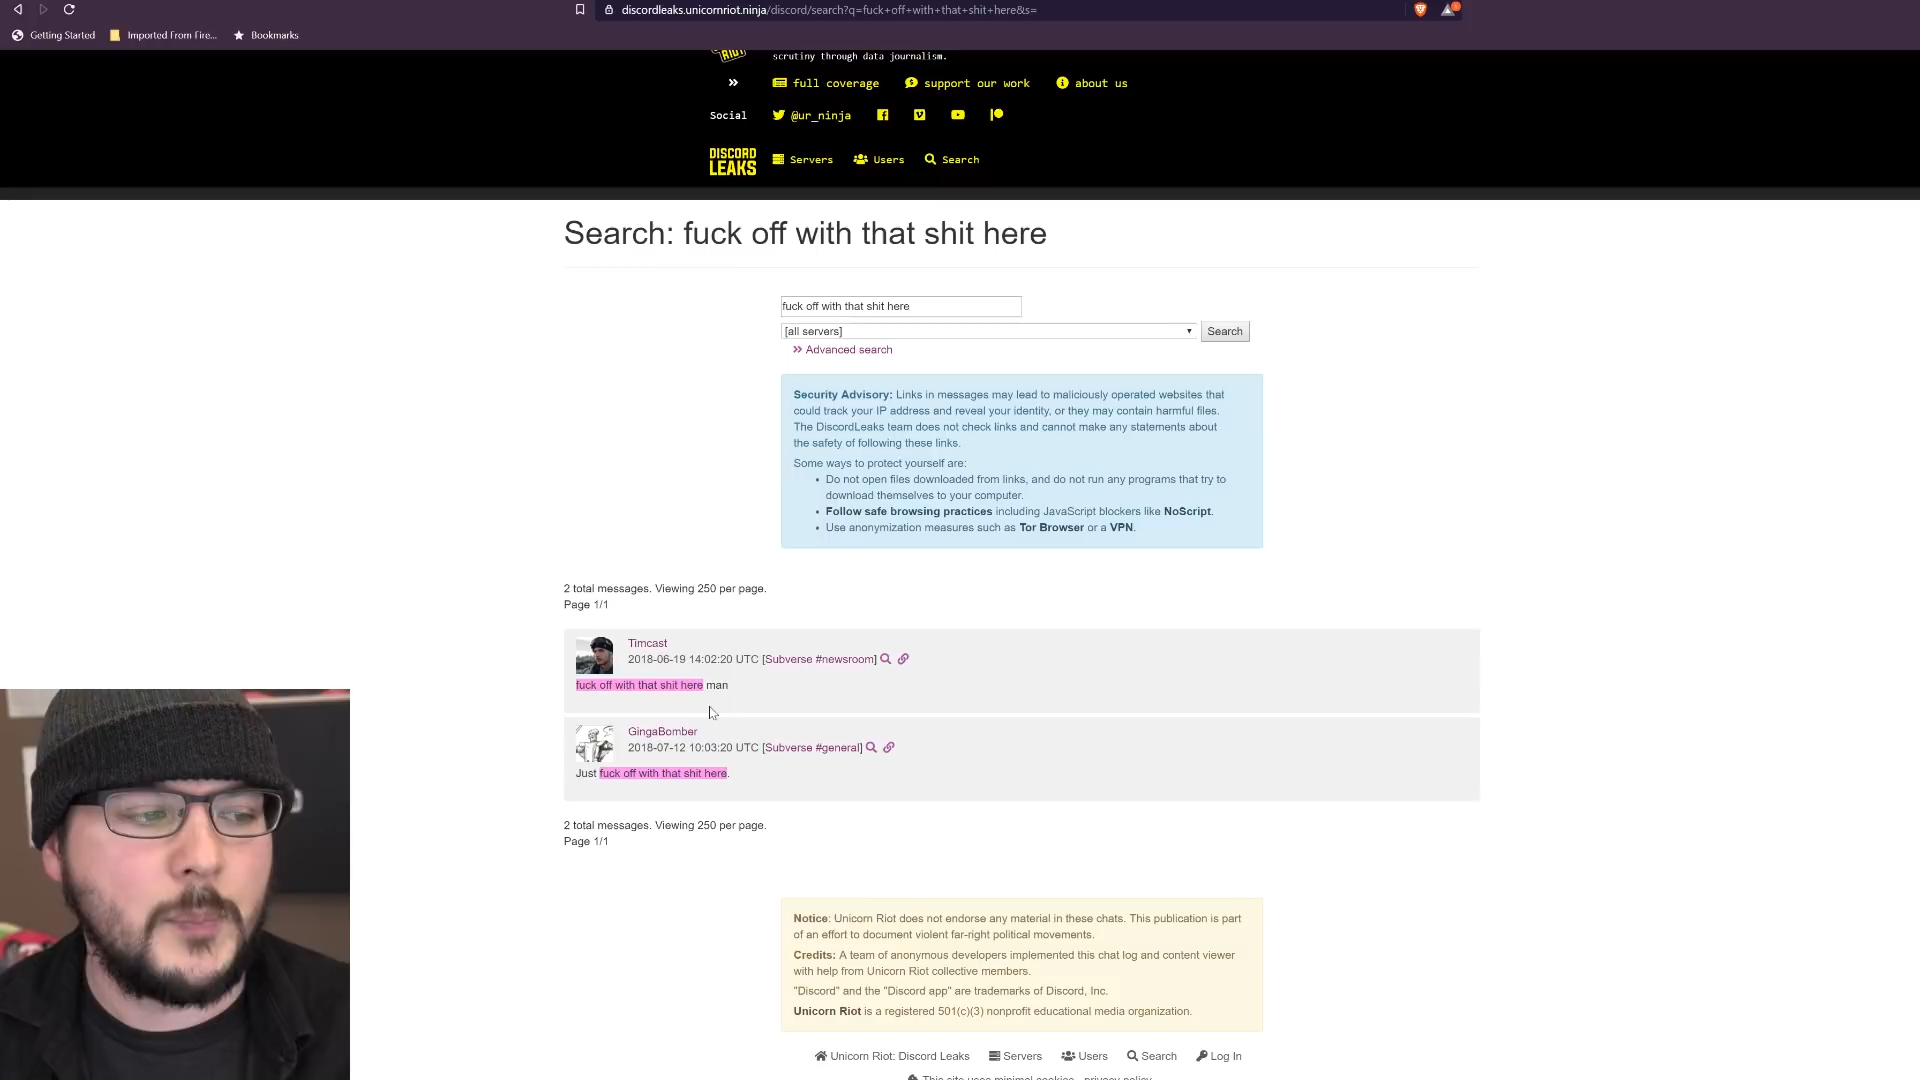 discordleaks.unicornriot.ninja/discord/search?q=fuck+off+with+that+shit+here&s=
Getting Started
Imported From Fire...
Bookmarks
RIOT
scrutiny through data journalism.
full coverage
support our work
about us
Social
@ur_ninja
DISCORD
LEAKS
Servers
Users
Search
Search: fuck off with that shit here
fuck off with that shit here
[all servers]
Search
Advanced search
Security Advisory: Links in messages may lead to maliciously operated websites that
could track your IP address and reveal your identity, or they may contain harmful files.
The DiscordLeaks team does not check links and cannot make any statements about
the safety of following these links.
Some ways to protect yourself are:
• Do not open files downloaded from links, and do not run any programs that try to
download themselves to your computer.
• Follow safe browsing practices including JavaScript blockers like NoScript.
• Use anonymization measures such as Tor Browser or a VPN.
2 total messages. Viewing 250 per page.
Page 1/1
Timcast
2018-06-19 14:02:20 UTC [Subverse #newsroom]
fuck off with that shit here man
GingaBomber
2018-07-12 10:03:20 UTC [Subverse #general]
Just fuck off with that shit here.
2 total messages. Viewing 250 per page.
Page 1/1
Notice: Unicorn Riot does not endorse any material in these chats. This publication is part
of an effort to document violent far-right political movements.
Credits: A team of anonymous developers implemented this chat log and content viewer
with help from Unicorn Riot collective members.
"Discord" and the "Discord app" are trademarks of Discord, Inc.
Unicorn Riot is a registered 501(c)(3) nonprofit educational media organization.
Unicorn Riot: Discord Leaks
Servers
Users
Search
Log In
This site uses minimal cookies - privacy policy